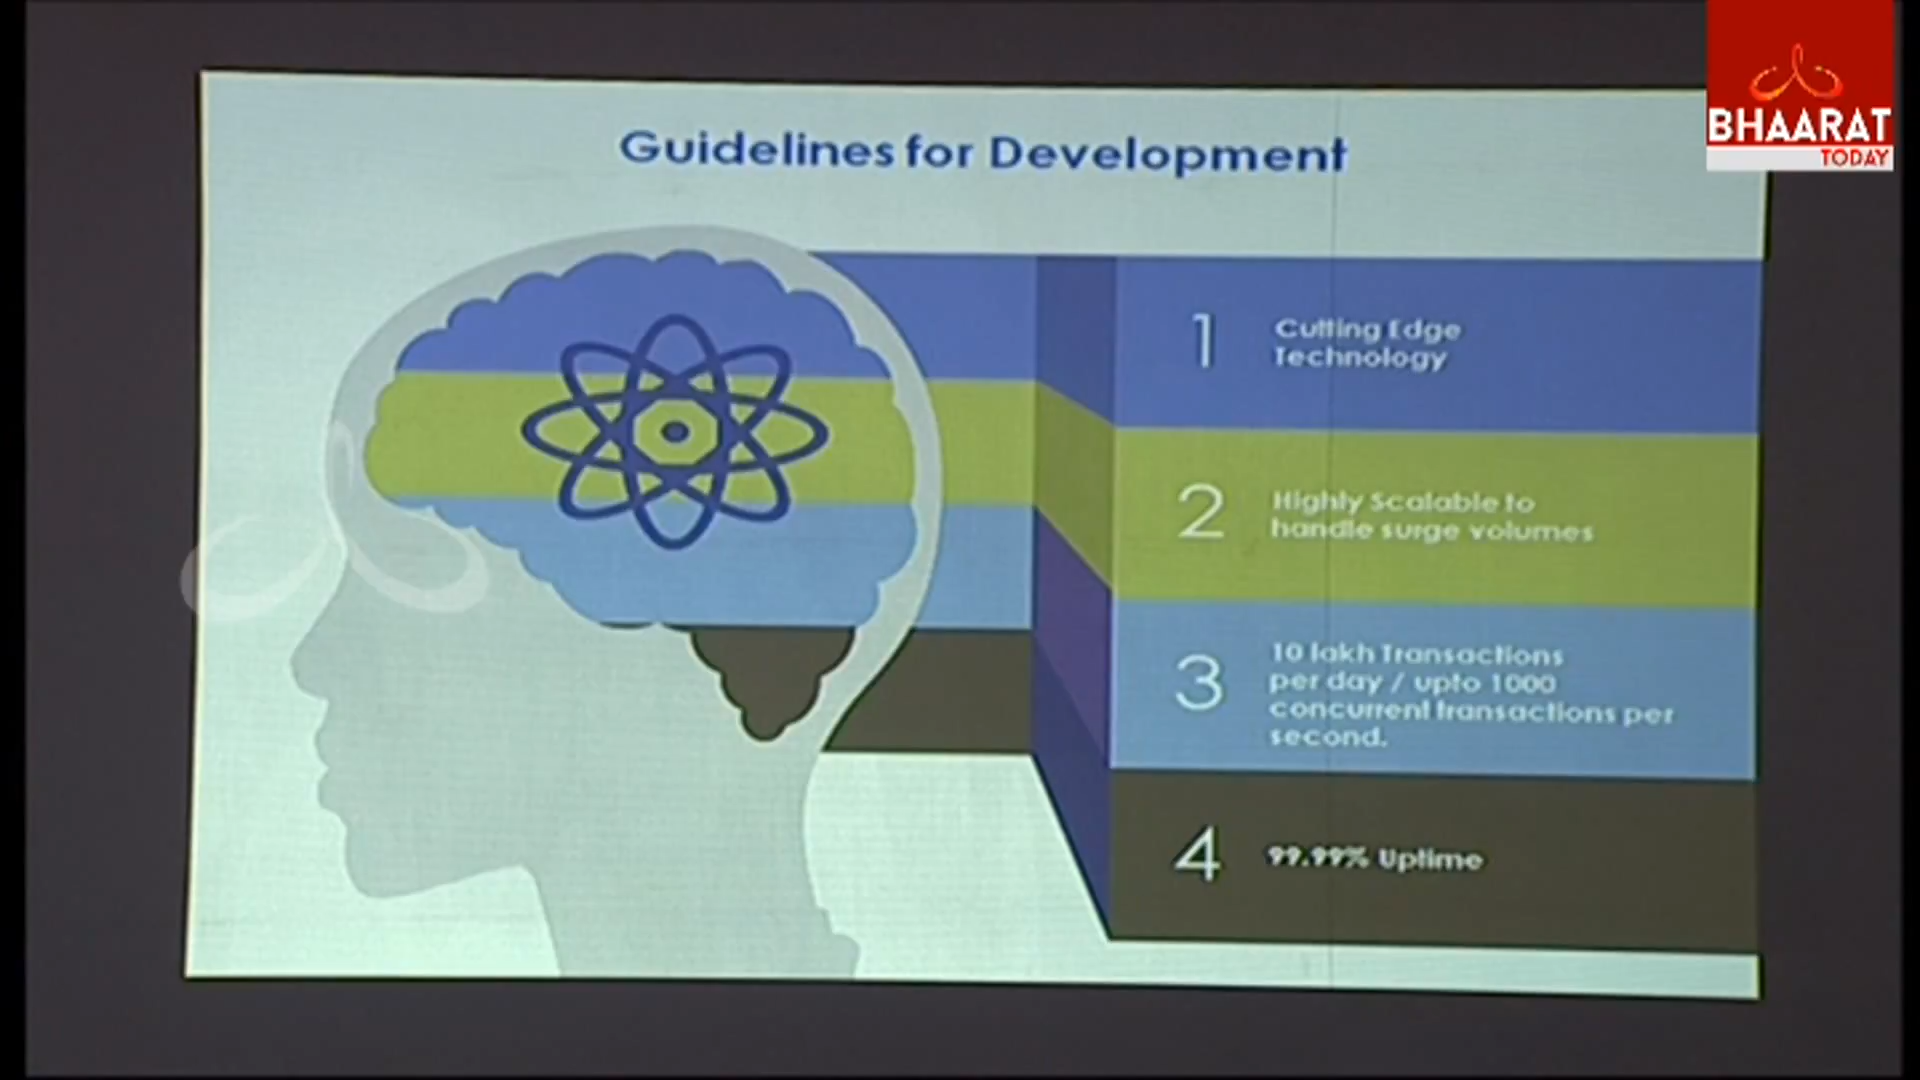 BHAARAT
TODAY
Guidelines for Development
1
Cutting Edge
Technology
2
Highly Scalable to
handle surge volumes
3
10 lakh Transactions
per day / upto 1000
concurrent transactions per
second.
4
99.99% Uptime